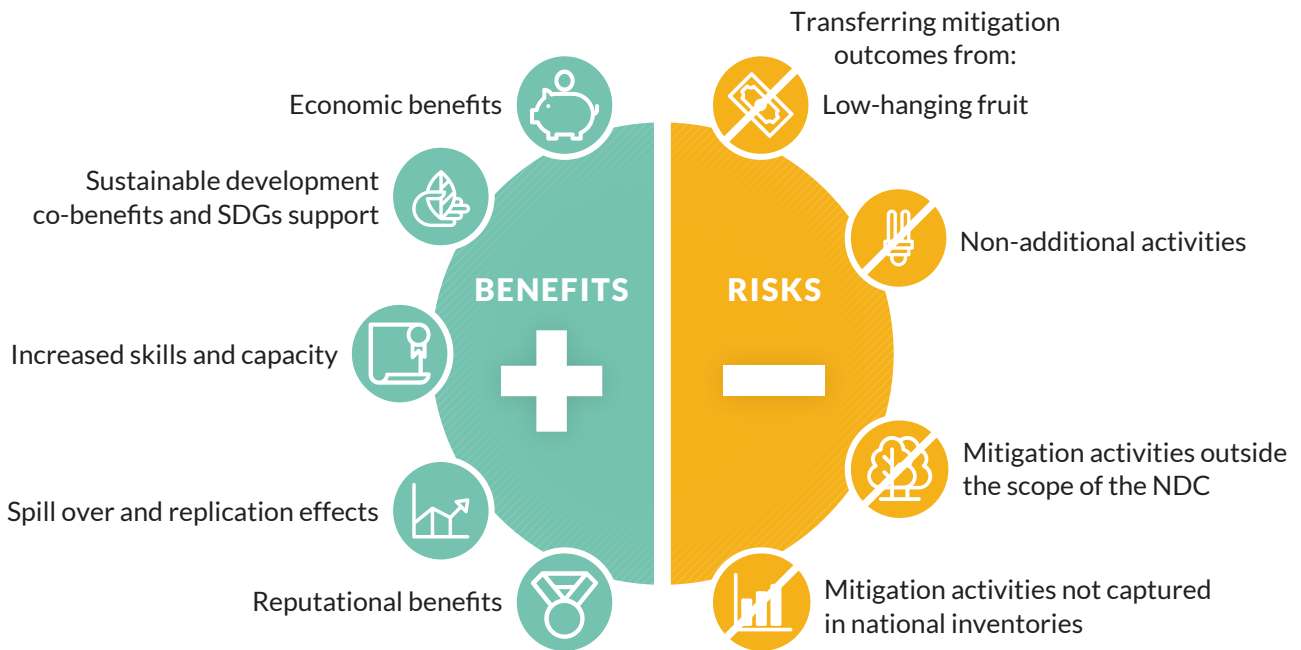 Economic benefits
Sustainable development
co-benefits and SDGs support
Increased skills and capacity
Spill over and replication effects
Reputational benefits
BENEFITS
RISKS
Transferring mitigation
outcomes from:
Low-hanging fruit
Non-additional activities
Mitigation activities outside
the scope of the NDC
Mitigation activities not captured
in national inventories